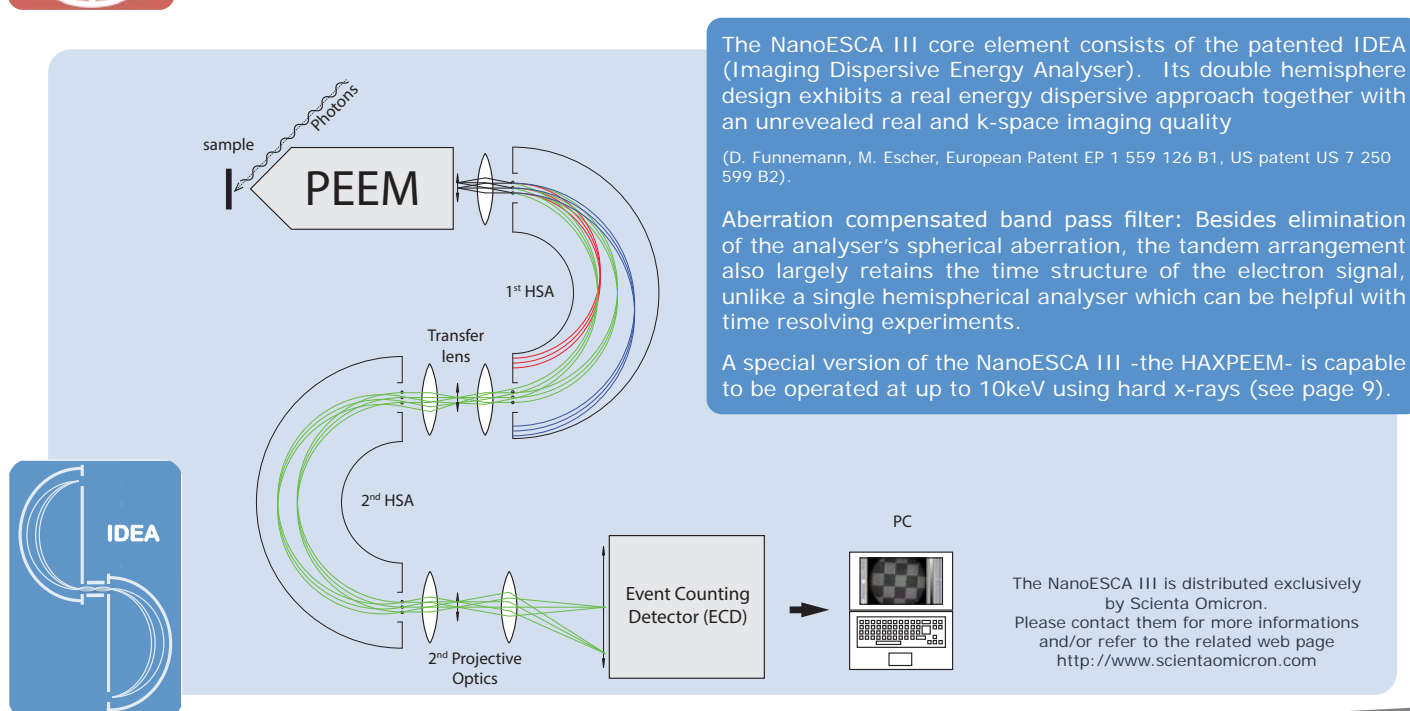 The NanoESCA III core element consists of the patented IDEA
(Imaging Dispersive Energy Analyser). Its double hemisphere
design exhibits a real energy dispersive approach together with
an unrevealed real and k-space imaging quality
(D. Funnemann, M. Escher, European Patent EP 1 559 126 B1, US patent US 7 250
599 B2).
Aberration compensated band pass filter: Besides elimination
of the analyser's spherical aberration, the tandem arrangement
also largely retains the time structure of the electron signal,
unlike a single hemispherical analyser which can be helpful with
time resolving experiments.
A special version of the NanoESCA III -the HAXPEEM- is capable
to be operated at up to 10keV using hard x-rays (see page 9).
Photons
sample
PEEM
1st HSA
Transfer
lens
2nd HSA
2nd Projective
Optics
Event Counting
Detector (ECD)
PC
IDEA
The NanoESCA III is distributed exclusively
by Scienta Omicron.
Please contact them for more informations
and/or refer to the related web page
http://www.scientaomicron.com